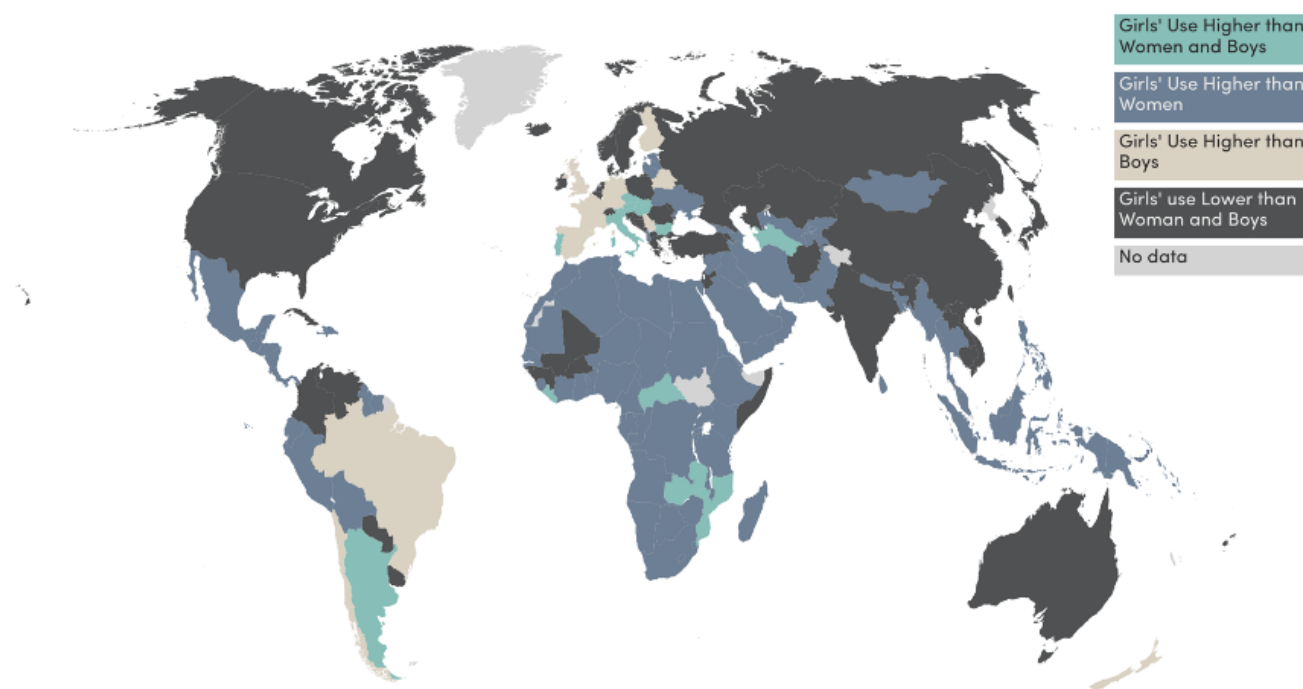 Girls' Use Higher than
Women and Boys
Girls' Use Higher than
Women
Girls' Use Higher than
Boys
Girls' use Lower than
Woman and Boys
No data